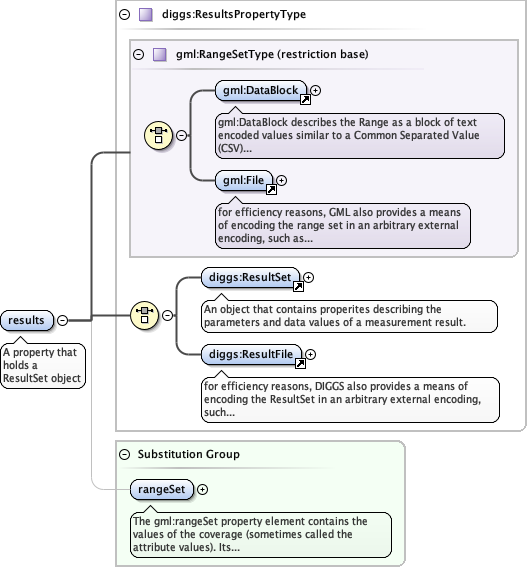 diggs:ResultsPropertyType
gml:RangeSetType (restriction base)
gml:DataBlock
gml:DataBlock describes the Range as a block of text
encoded values similar to a Common Separated Value
(CSV)...
gml:File
for efficiency reasons, GML also provides a means
of encoding the range set in an arbitrary external
encoding, such as...
results
A property that
holds a
ResultSet object
diggs:ResultSet
An object that contains properites describing the
parameters and data values of a measurement result.
diggs:ResultFile
for efficiency reasons, DIGGS also provides a means of
encoding the ResultSet in an arbitrary external encoding,
such...
Substitution Group
rangeSet
The gml:rangeSet property element contains the
values of the coverage (sometimes called the
attribute values). Its...